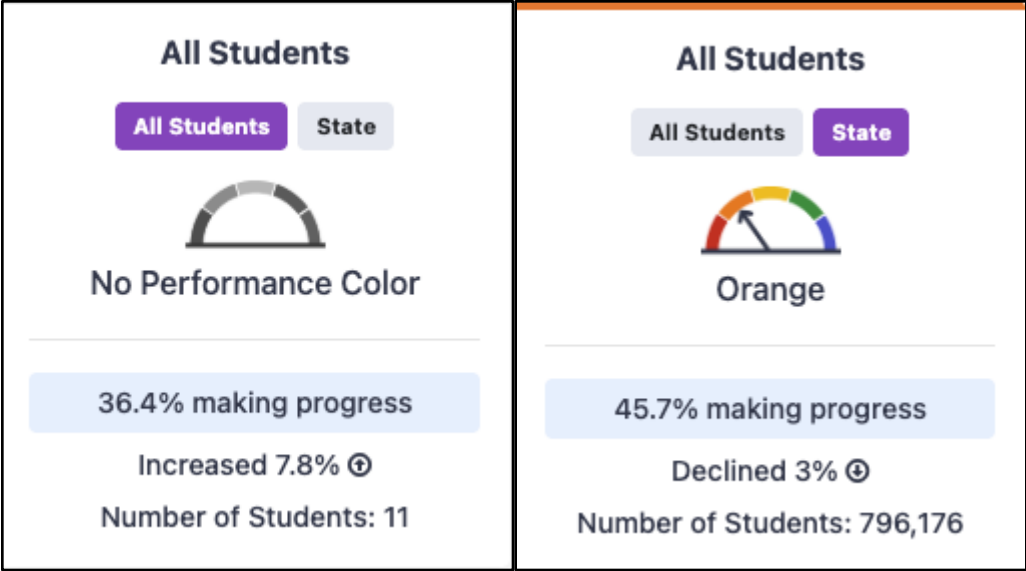 All Students
All Students State
No Performance Color
36.4% making progress
Increased 7.8%
Number of Students: 11
All Students
All Students State
Orange
45.7% making progress
Declined 3%
Number of Students: 796,176